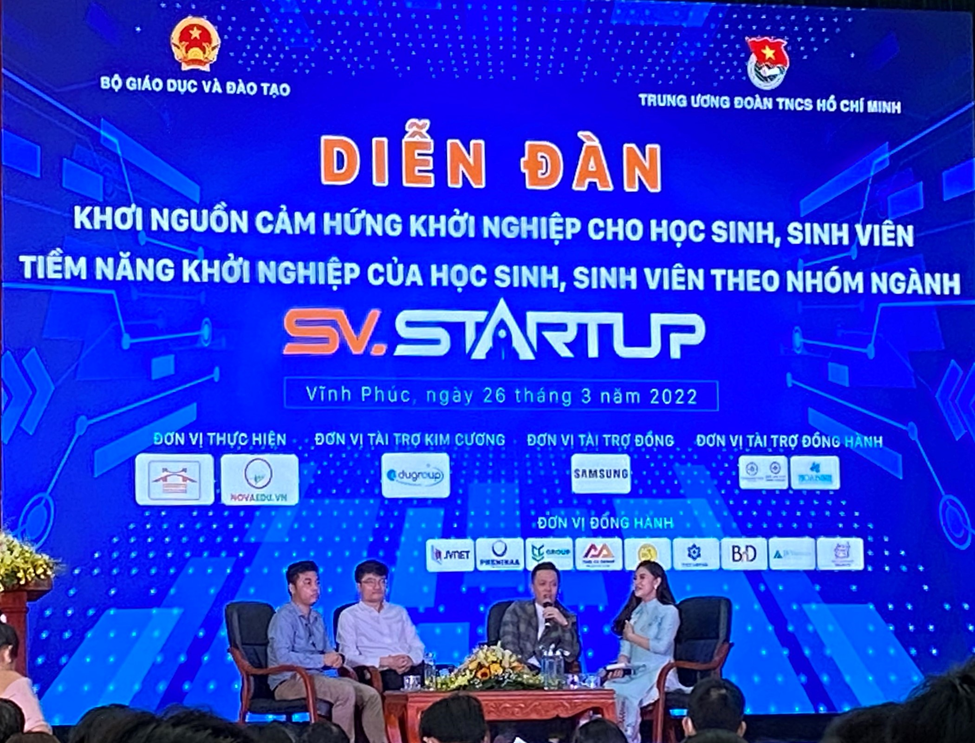 BỘ GIÁO DỤC VÀ ĐÀO TẠO
TRUNG ƯƠNG ĐOÀN TNCS HỒ CHÍ MINH
DIỄN ĐÀN
KHƠI NGUỒN CẢM HỨNG KHỞI NGHIỆP CHO HỌC SINH, SINH VIÊN
TIỀM NĂNG KHỞI NGHIỆP CỦA HỌC SINH, SINH VIÊN THEO NHÓM NGÀNH
SV.STARTUP
Vĩnh Phúc, ngày 26 tháng 3 năm 2022
ĐƠN VỊ THỰC HIỆN
ĐƠN VỊ TÀI TRỢ KIM CƯƠNG
ĐƠN VỊ TÀI TRỢ ĐỒNG
ĐƠN VỊ TÀI TRỢ ĐỒNG HÀNH
NOVAEDU.VN
dugroup
SAMSUNG
ĐƠN VỊ ĐỒNG HÀNH
JVNET
PHENIKAA
GROUP